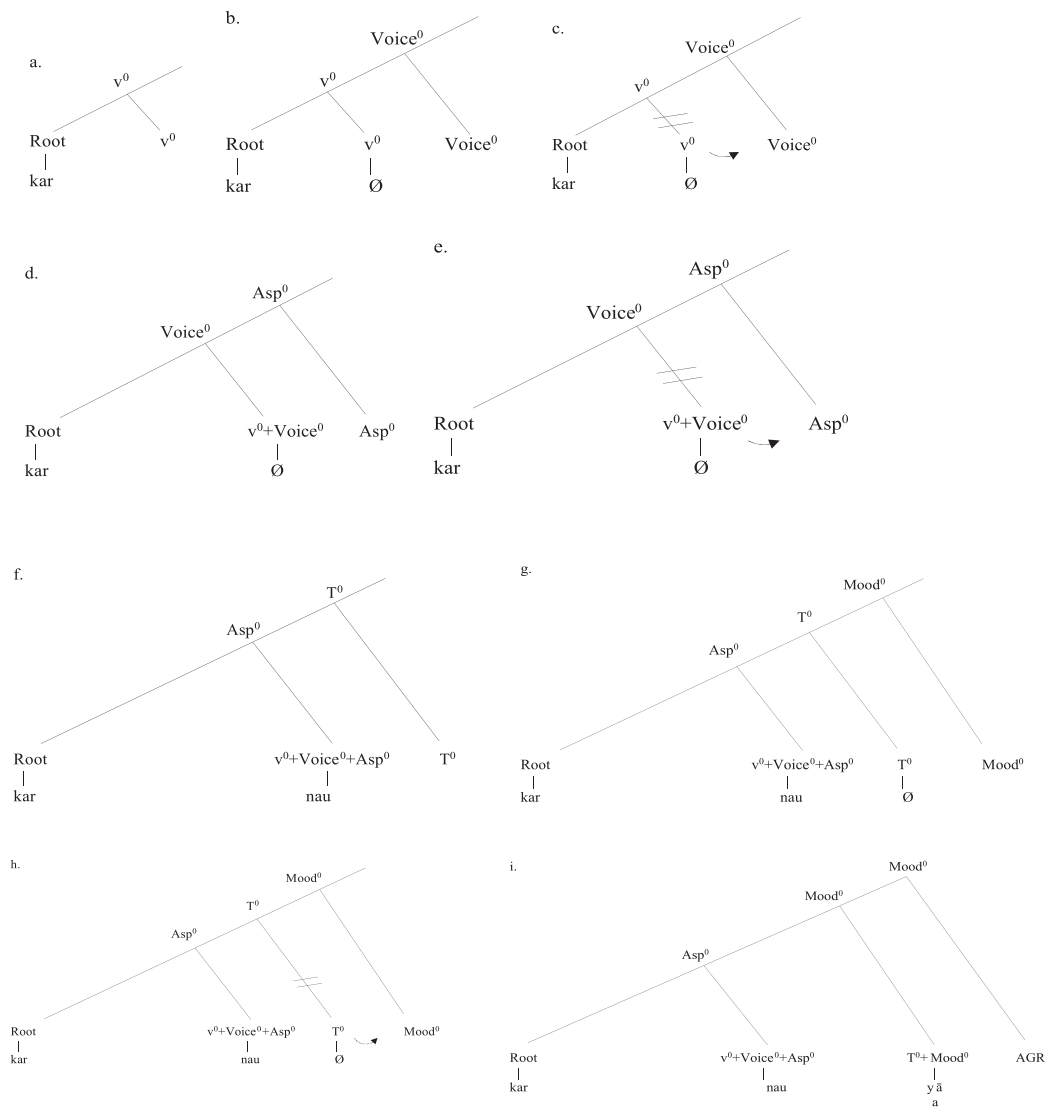 a.
v⁰
Root v⁰
kar
b.
Voice⁰
v⁰
Root v⁰ Voice⁰
kar Ø
c.
Voice⁰
v⁰
Root v⁰ Voice⁰
kar Ø
d.
Asp⁰
Voice⁰
Root v⁰+Voice⁰ Asp⁰
kar Ø
e.
Asp⁰
Voice⁰
Root v⁰+Voice⁰ Asp⁰
kar Ø
f.
T⁰
Asp⁰
Root v⁰+Voice⁰+Asp⁰ T⁰
kar nau
g.
Mood⁰
T⁰
Asp⁰
Root v⁰+Voice⁰+Asp⁰ T⁰ Mood⁰
kar nau Ø
h.
Mood⁰
T⁰
Asp⁰
Root v⁰+Voice⁰+Asp⁰ T⁰ Mood⁰
kar nau Ø
i.
Mood⁰
Mood⁰
Asp⁰
Root v⁰+Voice⁰+Asp⁰ T⁰+Mood⁰ AGR
kar nau yā
a